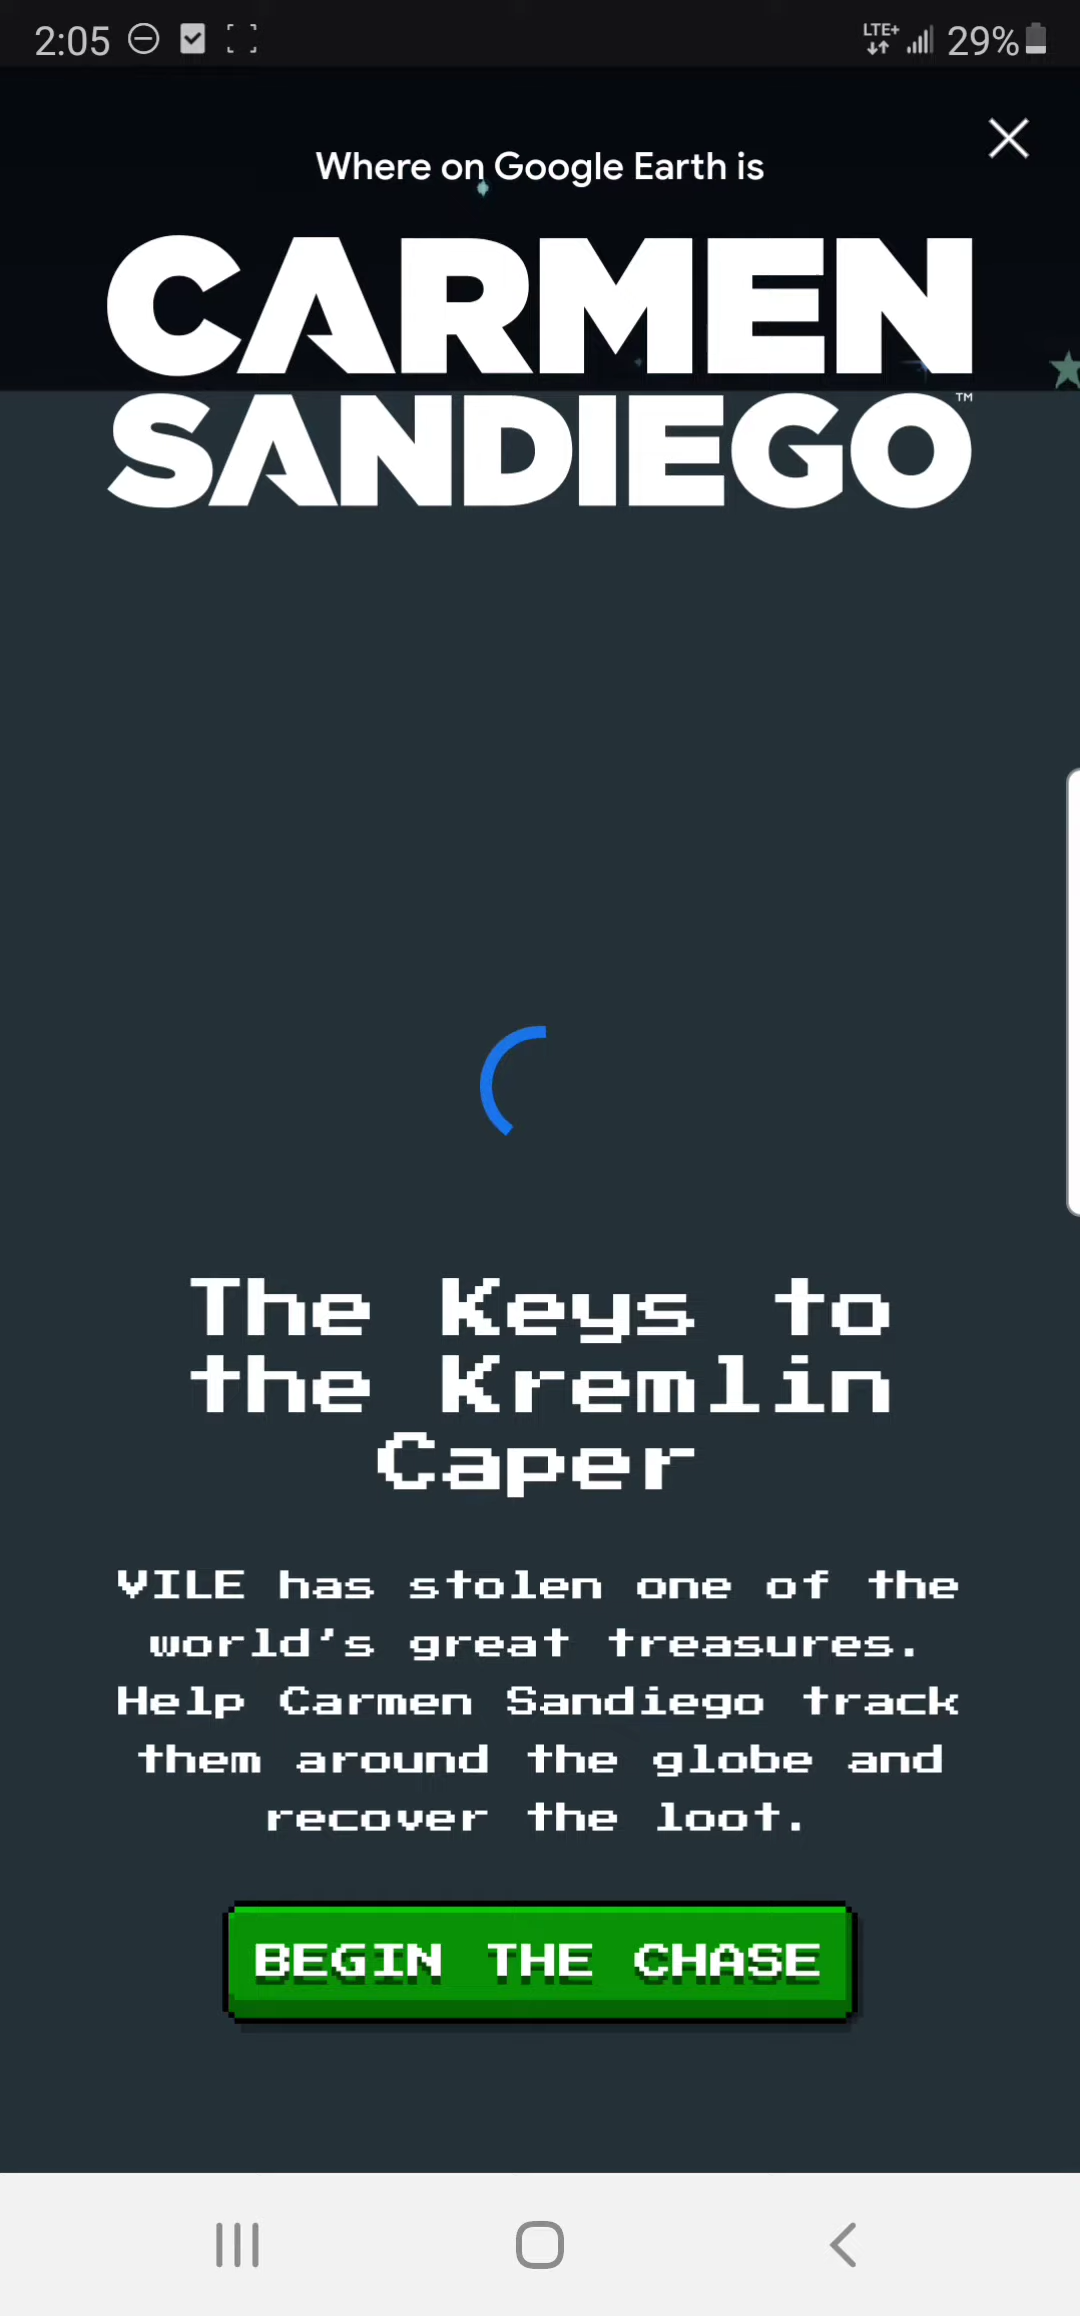 2:05
LTE+ 29%
Where on Google Earth is
CARMEN
SANDIEGO™
The Keys to
the Kremlin
Caper
VILE has stolen one of the
world's great treasures.
Help Carmen Sandiego track
them around the globe and
recover the loot.
BEGIN THE CHASE